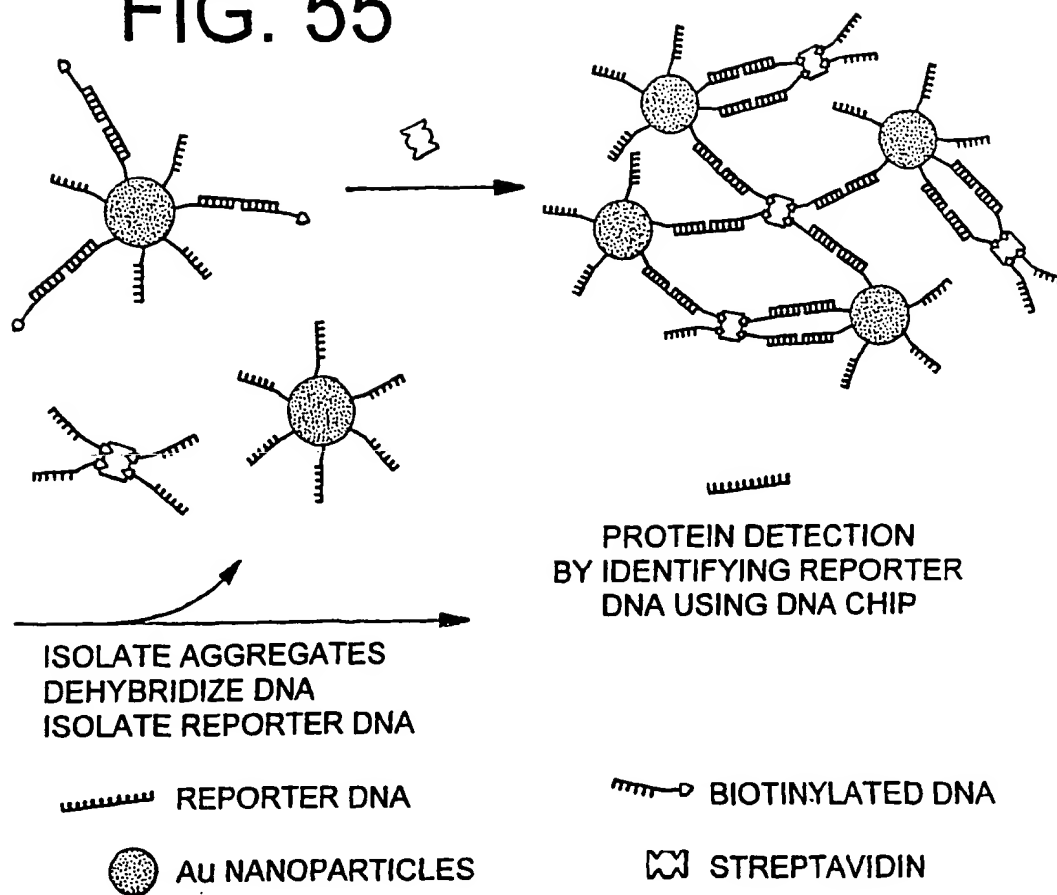 FIG. 55
PROTEIN DETECTION
BY IDENTIFYING REPORTER
DNA USING DNA CHIP
ISOLATE AGGREGATES
DEHYBRIDIZE DNA
ISOLATE REPORTER DNA
REPORTER DNA
BIOTINYLATED DNA
Au NANOPARTICLES
STREPTAVIDIN